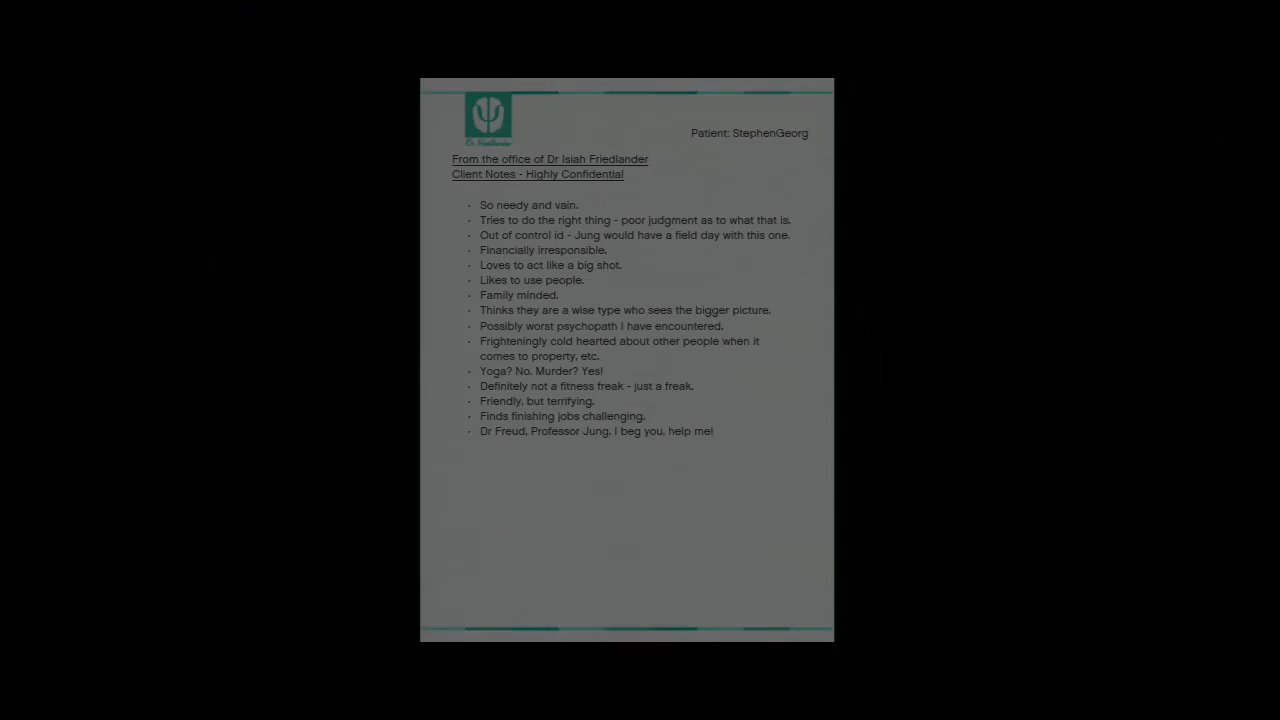 Dr Friedlander
Patient: StephenGeorg
From the office of Dr Isiah Friedlander
Client Notes - Highly Confidential
· So needy and vain.
· Tries to do the right thing - poor judgment as to what that is.
· Out of control id - Jung would have a field day with this one.
· Financially irresponsible.
· Loves to act like a big shot.
· Likes to use people.
· Family minded.
· Thinks they are a wise type who sees the bigger picture.
· Possibly worst psychopath I have encountered.
· Frighteningly cold hearted about other people when it
comes to property, etc.
· Yoga? No. Murder? Yes!
· Definitely not a fitness freak - just a freak.
· Friendly, but terrifying.
· Finds finishing jobs challenging.
· Dr Freud, Professor Jung. I beg you, help me!